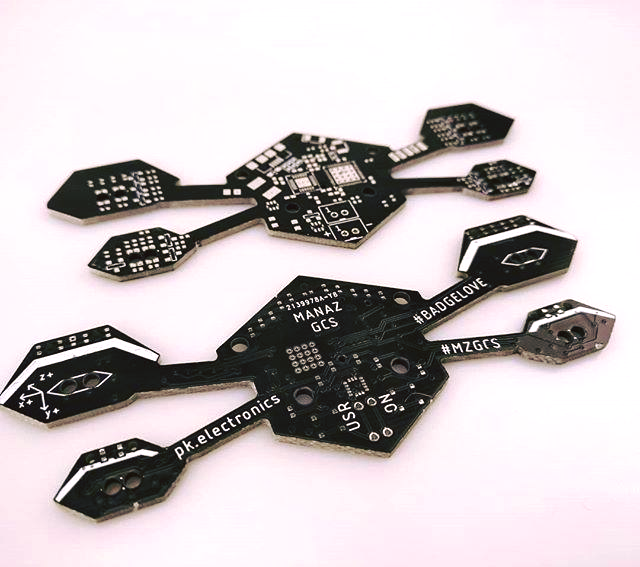 2139978A-Y8
MANAZ
GCS
#BADGELOVE
#MZGCS
pk.electronics
USR
ON
z+
x+
y+
+